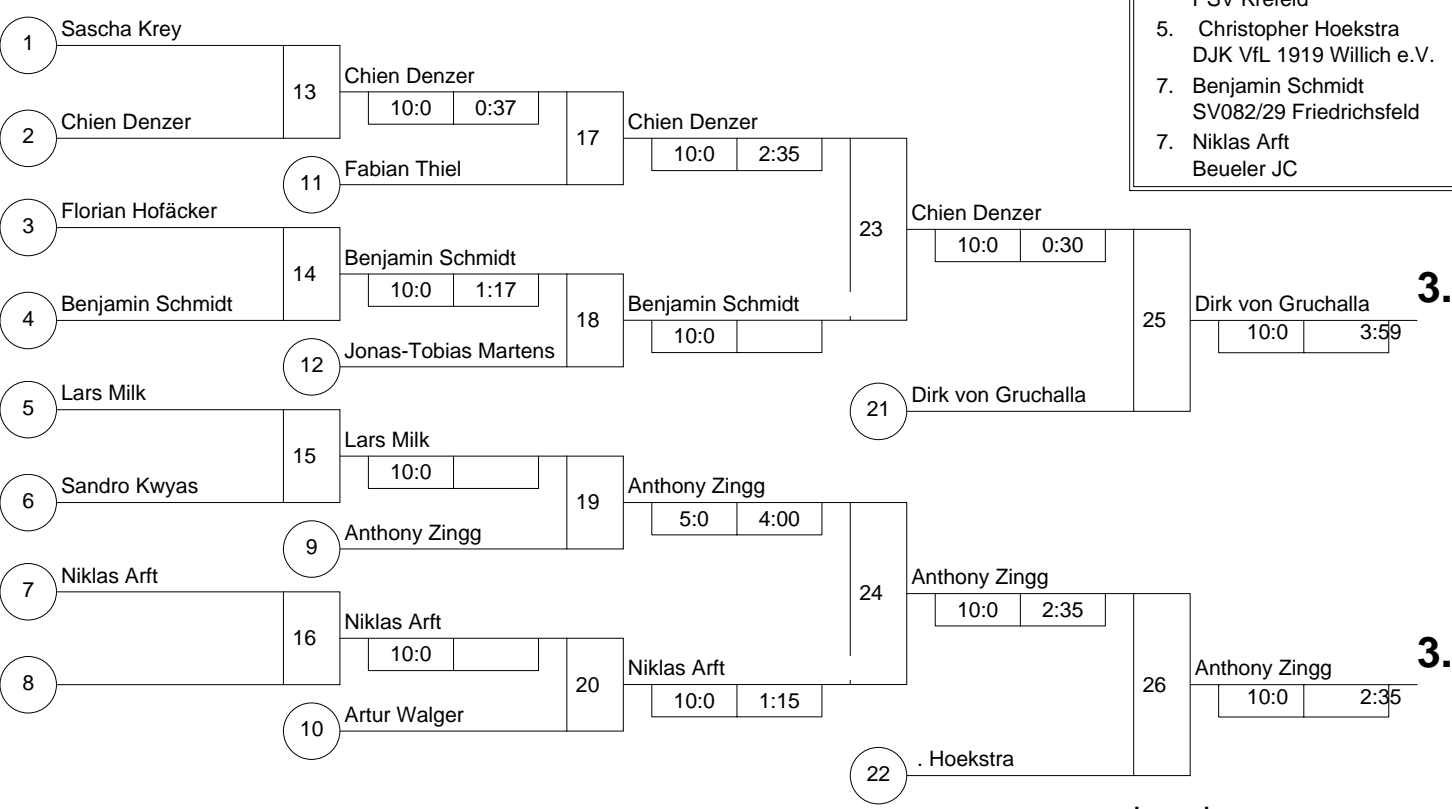 PSV Krefeld
5. Christopher Hoekstra
DJK VfL 1919 Willich e.V.
7. Benjamin Schmidt
SV082/29 Friedrichsfeld
7. Niklas Arft
Beueler JC
1 Sascha Krey
2 Chien Denzer
13
Chien Denzer
10:0 0:37
11 Fabian Thiel
17
Chien Denzer
10:0 2:35
3 Florian Hofäcker
4 Benjamin Schmidt
14
Benjamin Schmidt
10:0 1:17
12 Jonas-Tobias Martens
18
Benjamin Schmidt
10:0
23
Chien Denzer
10:0 0:30
21 Dirk von Gruchalla
25
Dirk von Gruchalla
10:0 3:59
3.
5 Lars Milk
6 Sandro Kwyas
15
Lars Milk
10:0
9 Anthony Zingg
19
Anthony Zingg
5:0 4:00
7 Niklas Arft
8
16
Niklas Arft
10:0
10 Artur Walger
20
Niklas Arft
10:0 1:15
24
Anthony Zingg
10:0 2:35
22 . Hoekstra
26
Anthony Zingg
10:0 2:35
3.